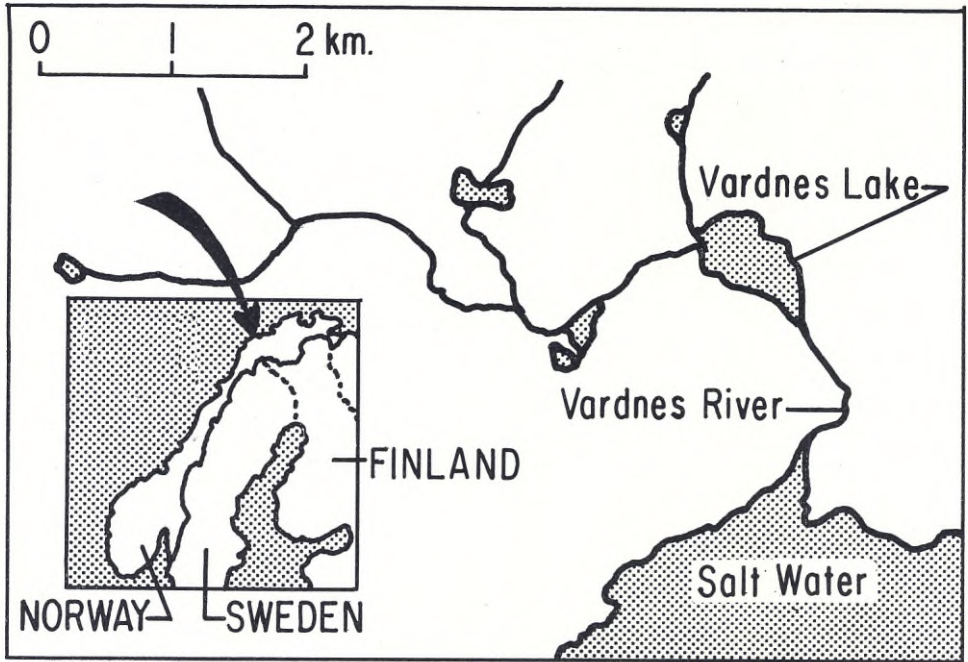 0 1 2 km.
Vardnes Lake
Vardnes River
FINLAND
Salt Water
NORWAY
SWEDEN